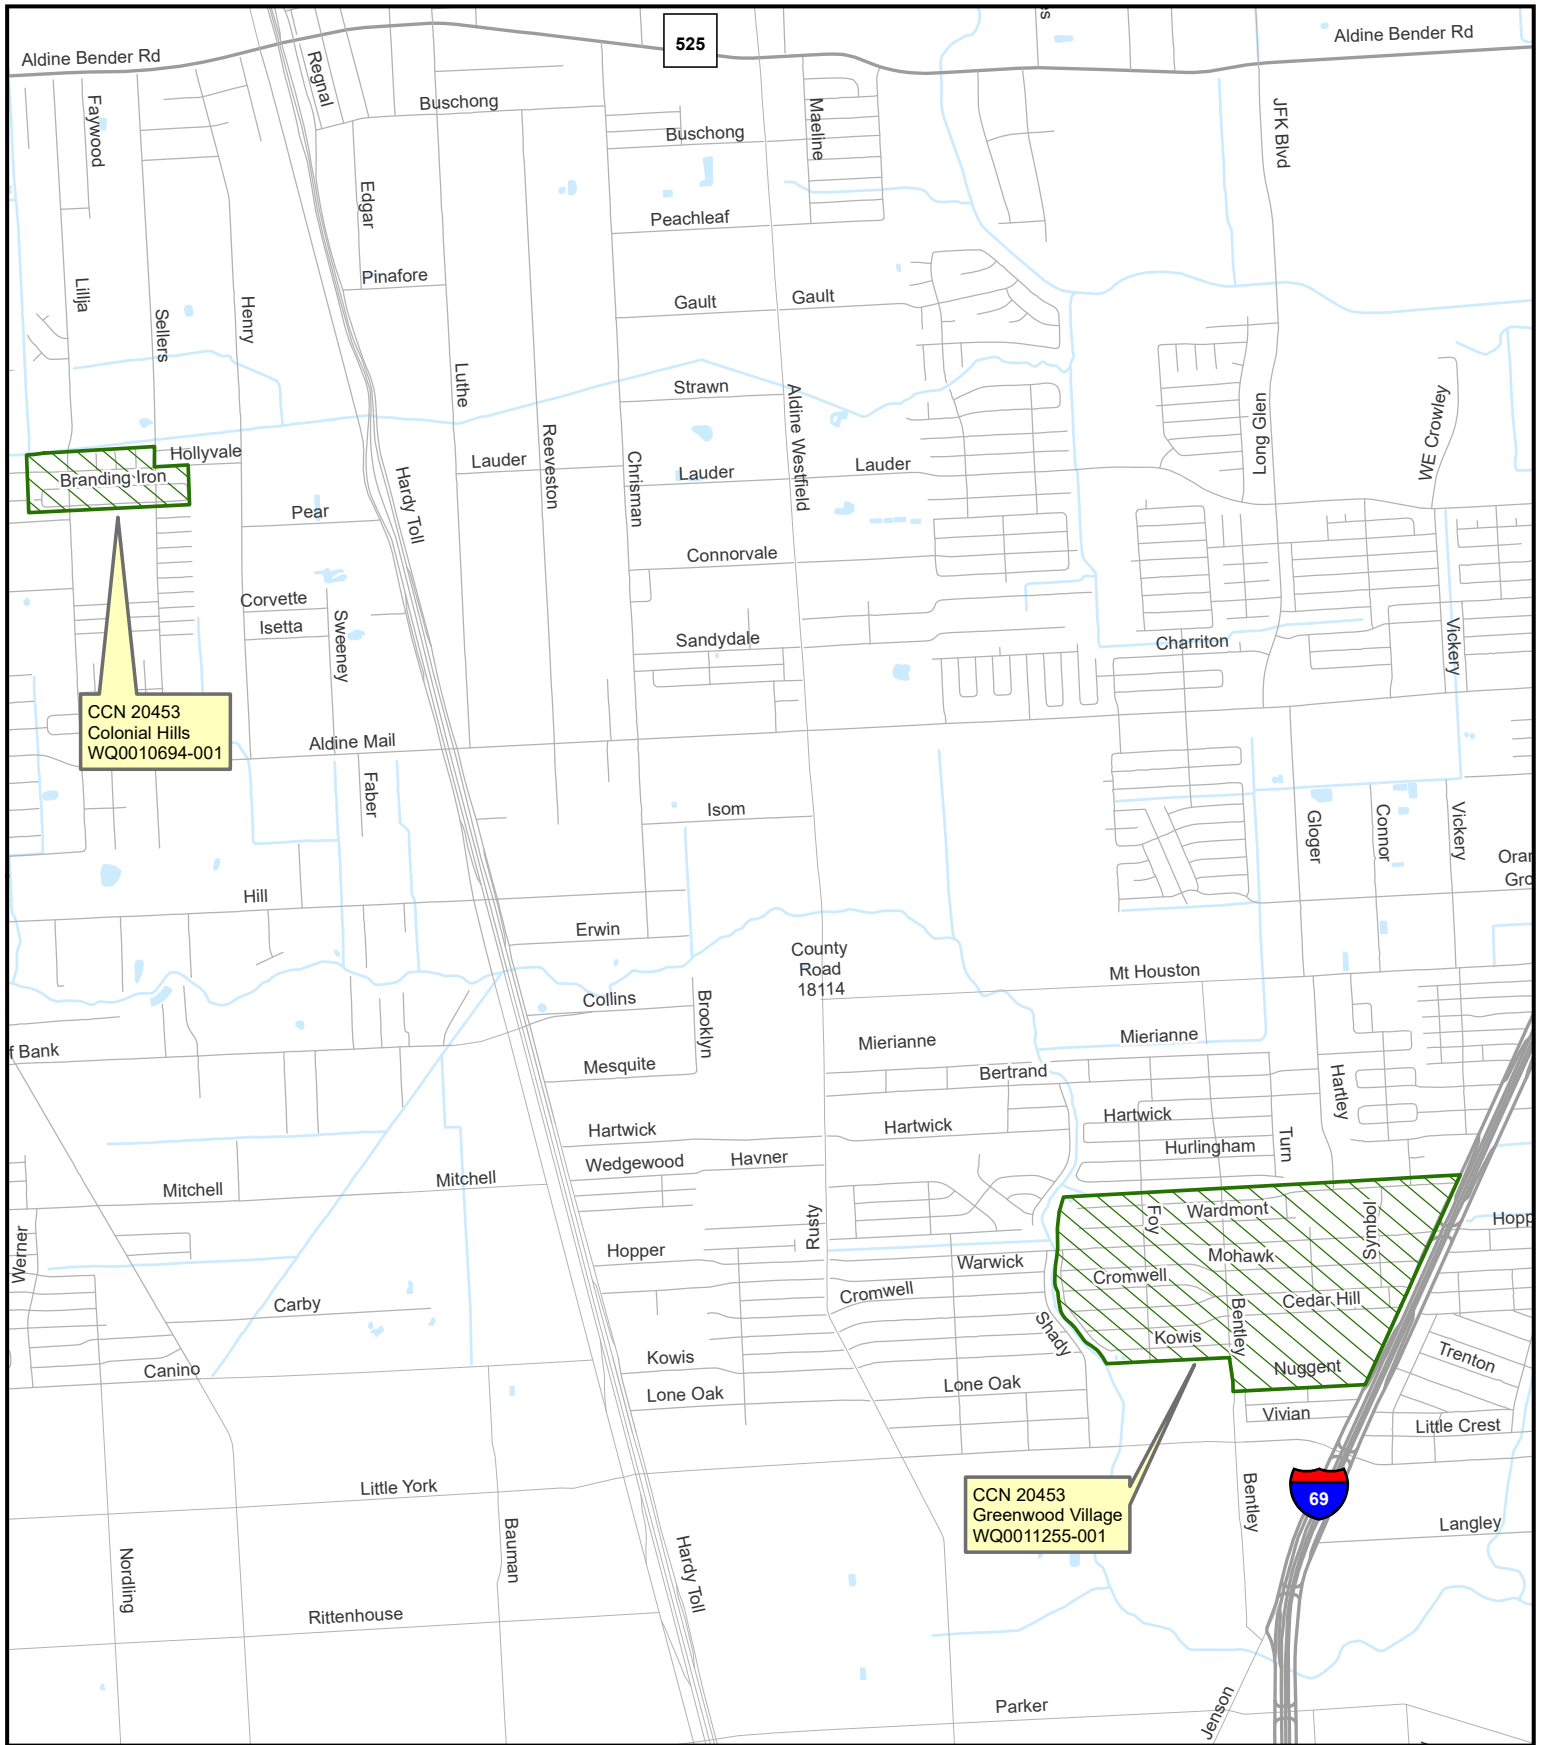 525
Aldine Bender Rd
Aldine Bender Rd
Regnal
Faywood
Buschong
Buschong
Maeline
JFK Blvd
Edgar
Peachleaf
Pinafore
Lillja
Sellers
Henry
Gault
Gault
Luthe
Strawn
Aldine Westfield
Long Glen
WE Crowley
Reeveston
Chrisman
Hollyvale
Branding Iron
Lauder
Lauder
Lauder
Hardy Toll
Pear
Connorvale
Corvette
Isetta
Sweeney
Sandydale
Charriton
Vickery
CCN 20453
Colonial Hills
WQ0010694-001
Aldine Mail
Faber
Isom
Gloger
Connor
Vickery
Hill
Erwin
County
Road
18114
Mt Houston
Collins
Brooklyn
Mierianne
Mierianne
Bank
Mesquite
Bertrand
Hartley
Hartwick
Hartwick
Hartwick
Hurlingham
Turn
Wedgewood
Havner
Mitchell
Mitchell
Rusty
Foy
Wardmont
Symbol
Werner
Hopper
Warwick
Mohawk
Cromwell
Cromwell
Cedar Hill
Carby
Bentley
Shady
Kowis
Kowis
Canino
Nuggent
Trenton
Lone Oak
Lone Oak
Vivian
Little Crest
Little York
CCN 20453
Greenwood Village
WQ0011255-001
Bentley
69
Langley
Bauman
Nordling
Hardy Toll
Rittenhouse
Parker
Jenson